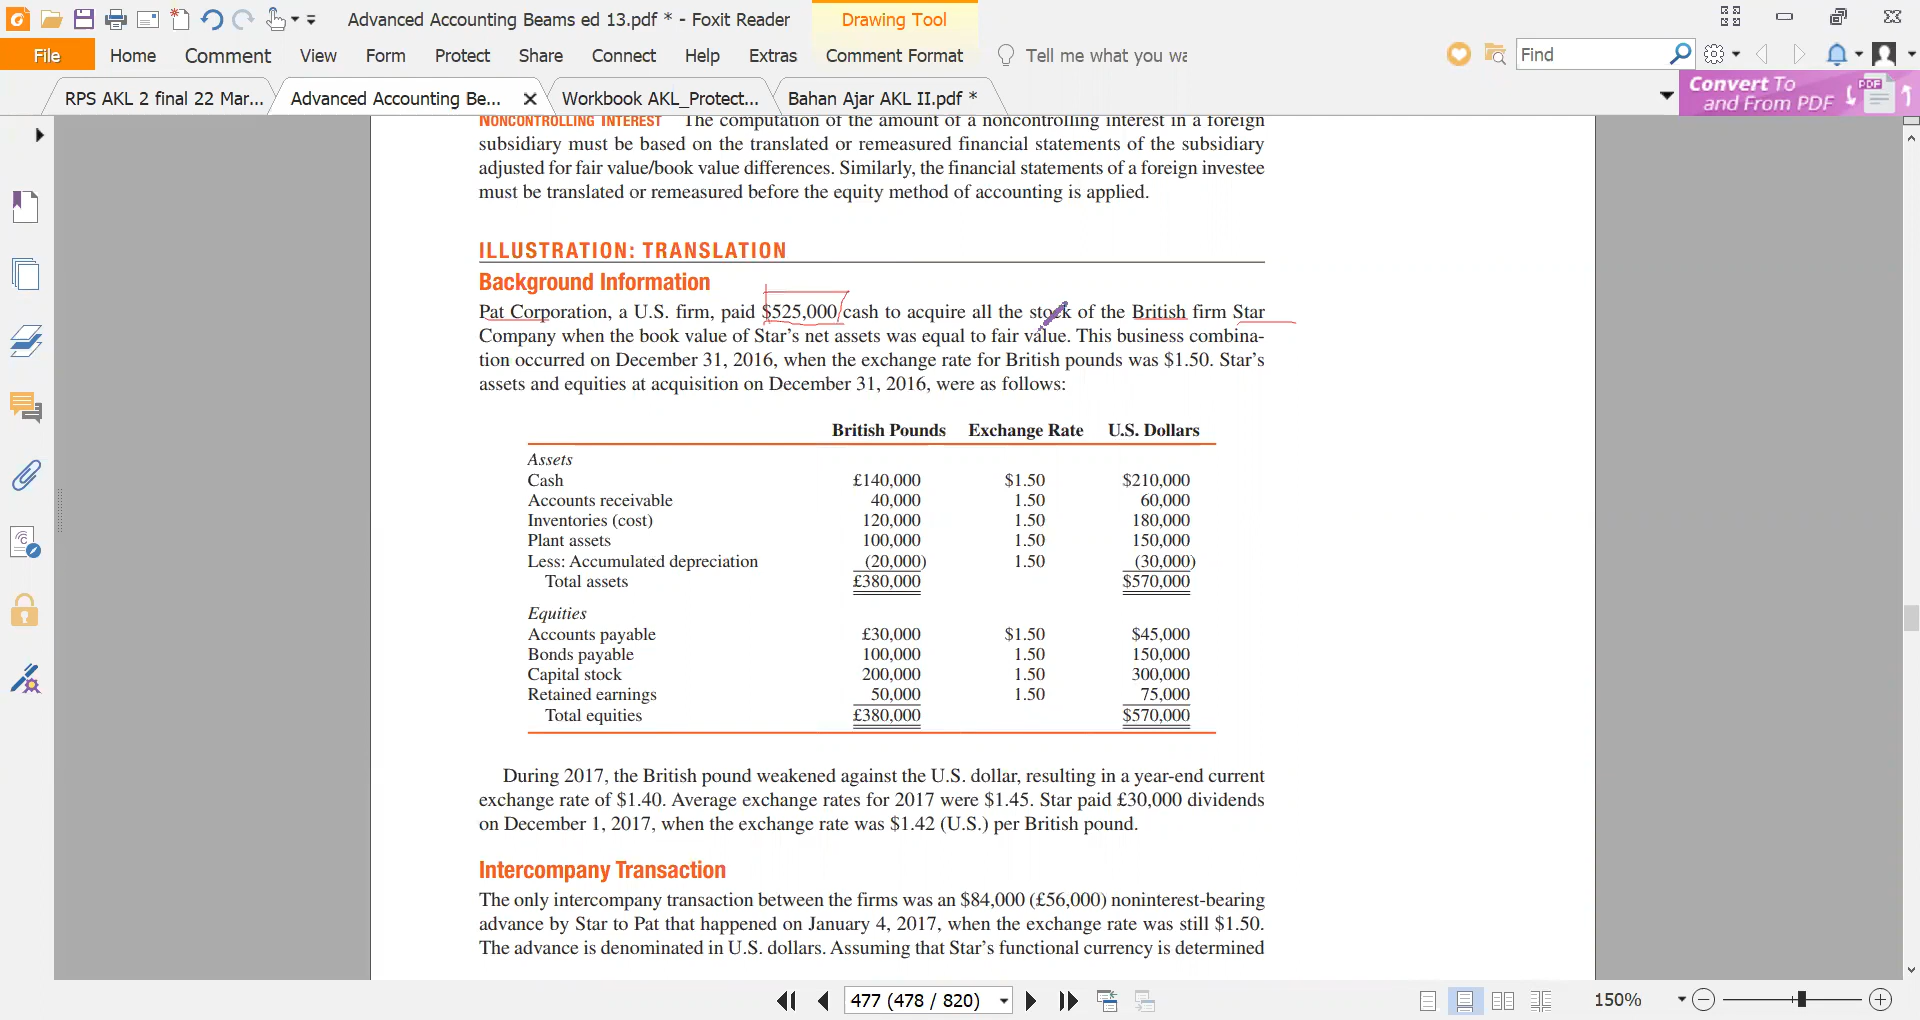 Advanced Accounting Beams ed 13.pdf * - Foxit Reader
Drawing Tool
File
Home
Comment
View
Form
Protect
Share
Connect
Help
Extras
Comment Format
Tell me what you wa
Find
RPS AKL 2 final 22 Mar...
Advanced Accounting Be...
Workbook AKL_Protect...
Bahan Ajar AKL II.pdf *
Convert To
and From PDF
PDF
NONCONTROLLING INTEREST The computation of the amount of a noncontrolling interest in a foreign
subsidiary must be based on the translated or remeasured financial statements of the subsidiary
adjusted for fair value/book value differences. Similarly, the financial statements of a foreign investee
must be translated or remeasured before the equity method of accounting is applied.
ILLUSTRATION: TRANSLATION
Background Information
Pat Corporation, a U.S. firm, paid $525,000 cash to acquire all the stock of the British firm Star
Company when the book value of Star's net assets was equal to fair value. This business combina-
tion occurred on December 31, 2016, when the exchange rate for British pounds was $1.50. Star's
assets and equities at acquisition on December 31, 2016, were as follows:
British Pounds Exchange Rate U.S. Dollars
Assets
Cash £140,000 $1.50 $210,000
Accounts receivable 40,000 1.50 60,000
Inventories (cost) 120,000 1.50 180,000
Plant assets 100,000 1.50 150,000
Less: Accumulated depreciation (20,000) 1.50 (30,000)
Total assets £380,000 $570,000
Equities
Accounts payable £30,000 $1.50 $45,000
Bonds payable 100,000 1.50 150,000
Capital stock 200,000 1.50 300,000
Retained earnings 50,000 1.50 75,000
Total equities £380,000 $570,000
During 2017, the British pound weakened against the U.S. dollar, resulting in a year-end current
exchange rate of $1.40. Average exchange rates for 2017 were $1.45. Star paid £30,000 dividends
on December 1, 2017, when the exchange rate was $1.42 (U.S.) per British pound.
Intercompany Transaction
The only intercompany transaction between the firms was an $84,000 (£56,000) noninterest-bearing
advance by Star to Pat that happened on January 4, 2017, when the exchange rate was still $1.50.
The advance is denominated in U.S. dollars. Assuming that Star's functional currency is determined
477 (478 / 820)
150%